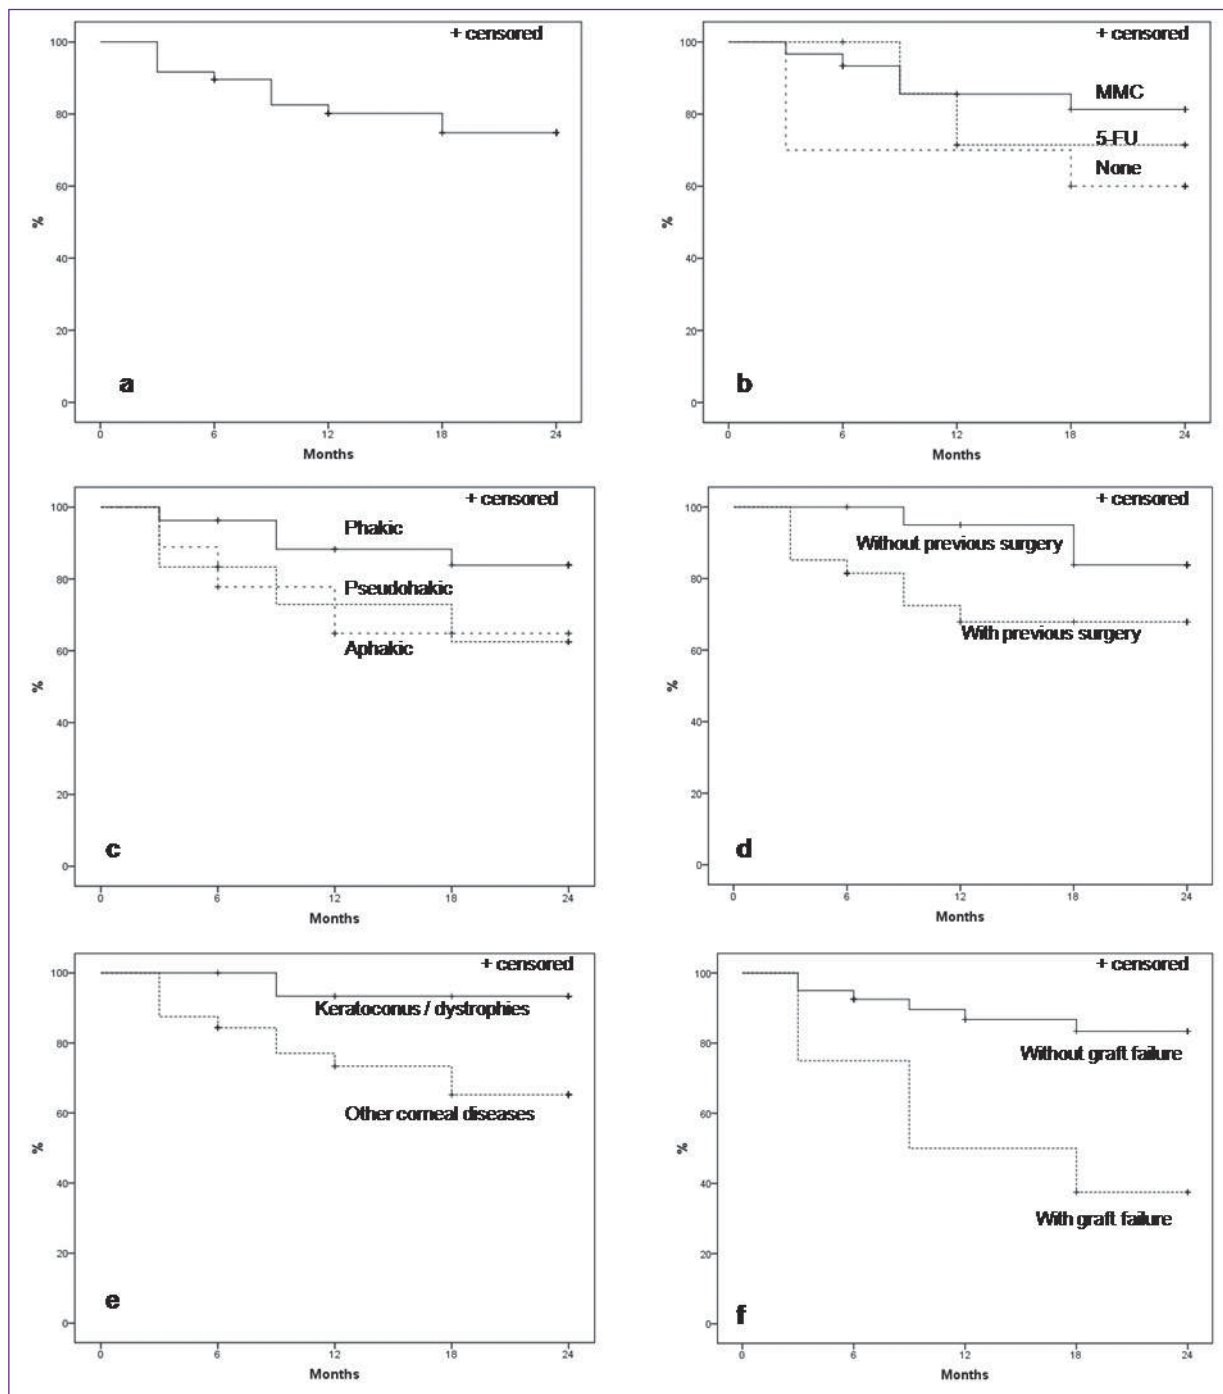 + censored
100
80
60
40
20
0
%
a
0 6 12 18 24
Months
+ censored
100
80
60
40
20
0
%
MMC
5-FU
None
b
0 6 12 18 24
Months
+ censored
100
80
60
40
20
0
%
Phakic
Pseudohakic
Aphakic
c
0 6 12 18 24
Months
+ censored
100
80
60
40
20
0
%
Without previous surgery
With previous surgery
d
0 6 12 18 24
Months
+ censored
100
80
60
40
20
0
%
Keratoconus / dystrophies
Other corneal diseases
e
0 6 12 18 24
Months
+ censored
100
80
60
40
20
0
%
Without graft failure
With graft failure
f
0 6 12 18 24
Months